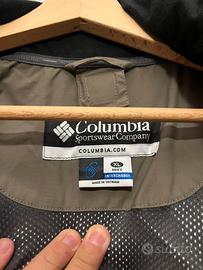 Columbia
Sportswear Company
COLUMBIA.COM
XL
MEN'S
INTERCHANGE
MADE IN VIETNAM
subito